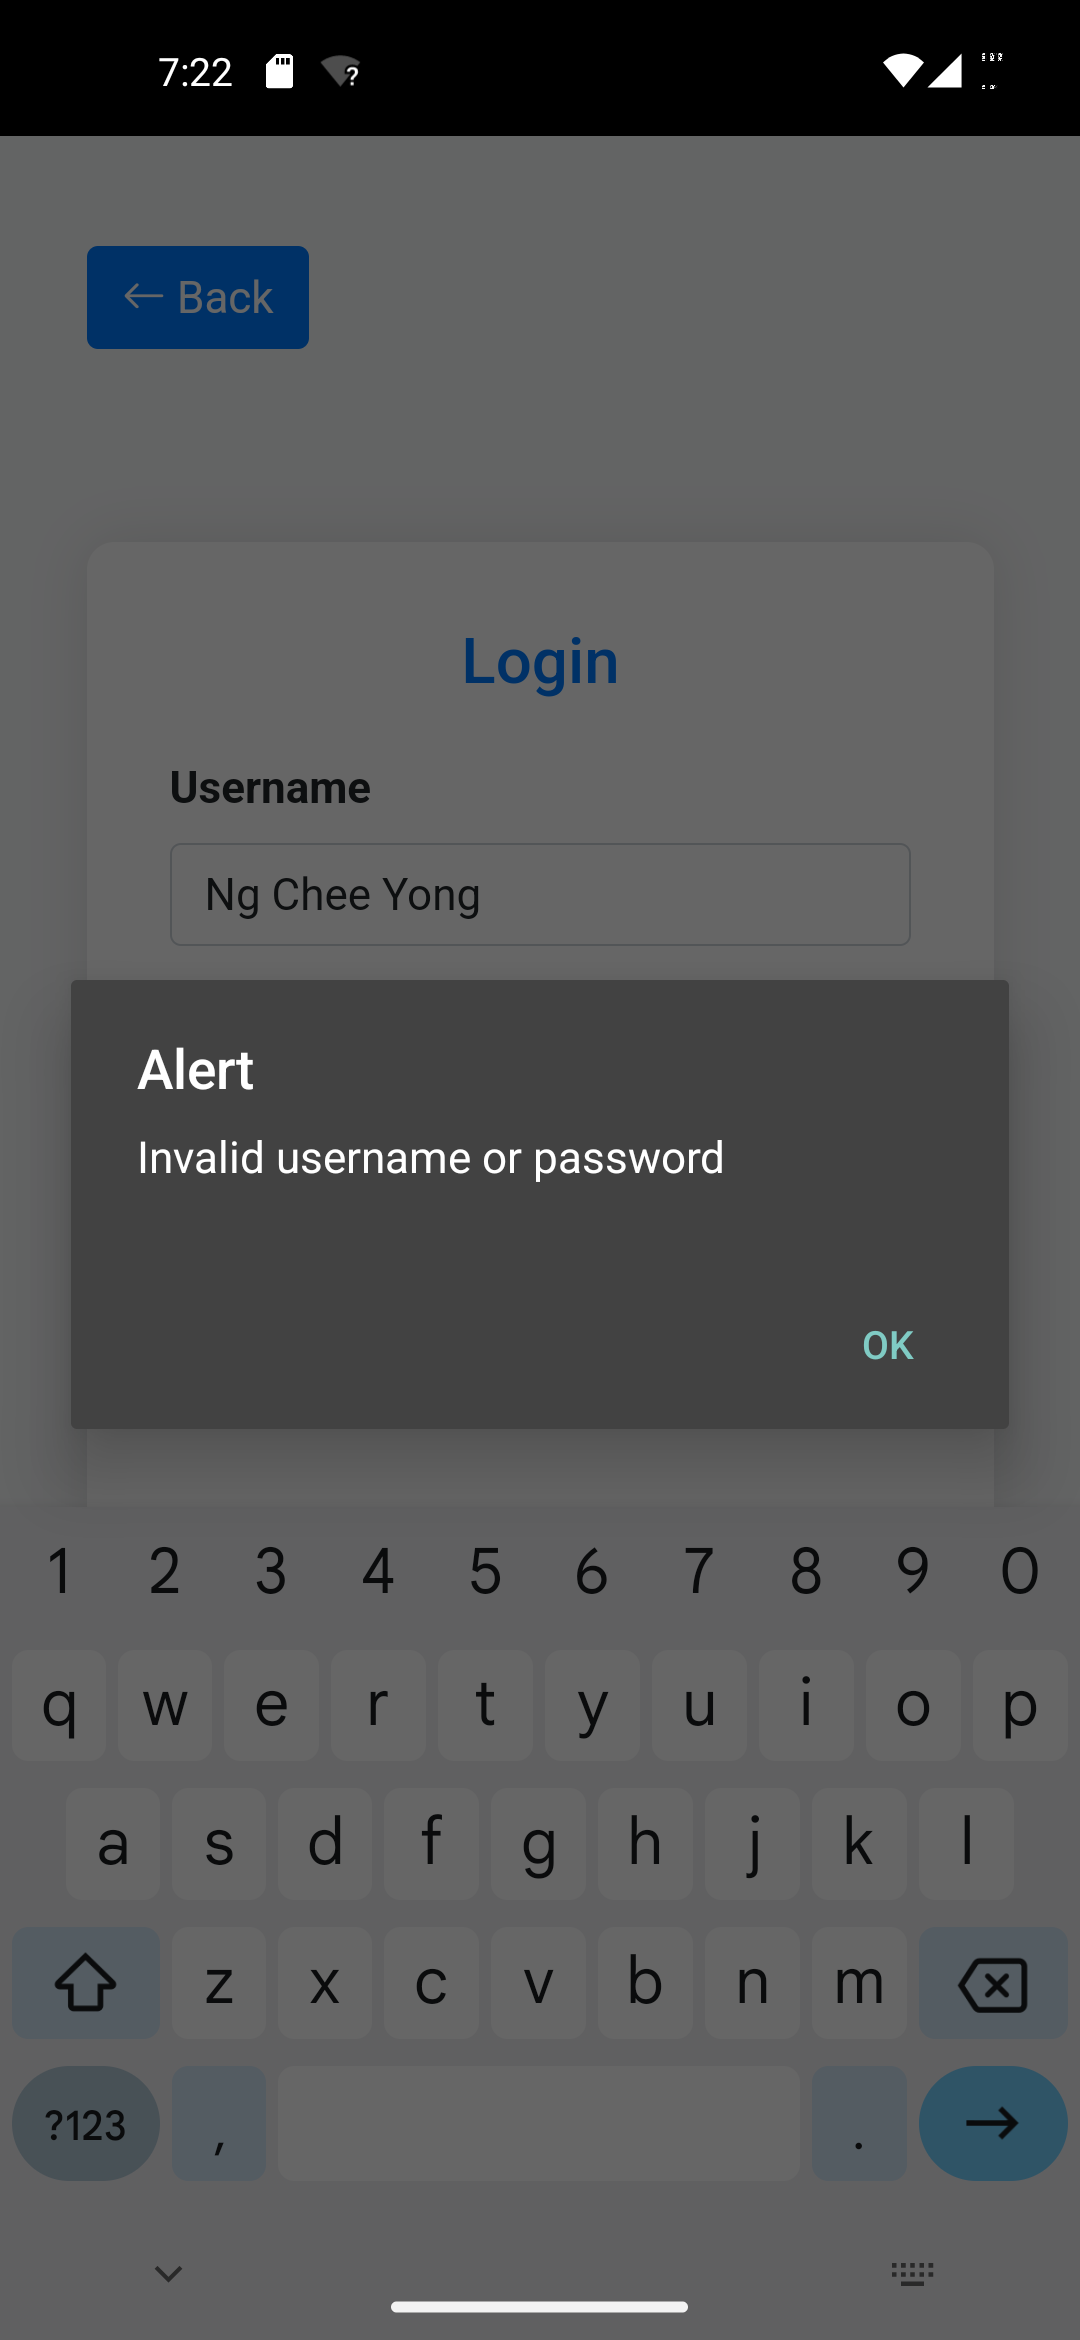 7:22
← Back
Login
Username
Ng Chee Yong
Alert
Invalid username or password
OK
1 2 3 4 5 6 7 8 9 0
q w e r t y u i o p
a s d f g h j k l
z x c v b n m
?123 , .